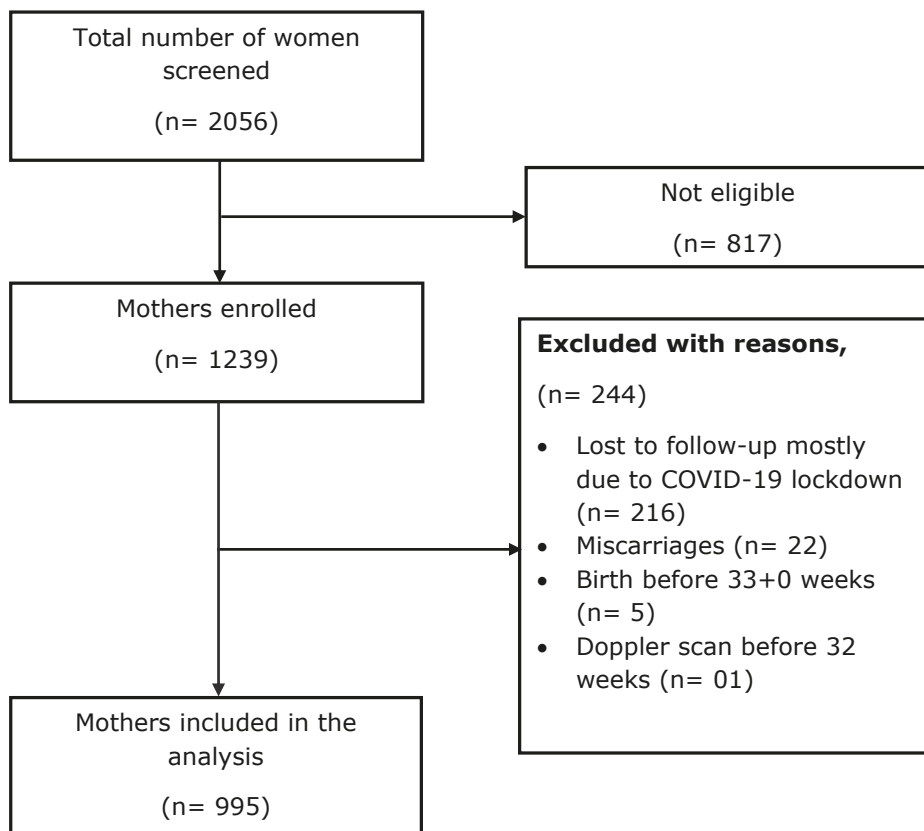 Total number of women
screened
(n= 2056)
Not eligible
(n= 817)
Mothers enrolled
(n= 1239)
Excluded with reasons,
(n= 244)
• Lost to follow-up mostly
due to COVID-19 lockdown
(n= 216)
• Miscarriages (n= 22)
• Birth before 33+0 weeks
(n= 5)
• Doppler scan before 32
weeks (n= 01)
Mothers included in the
analysis
(n= 995)